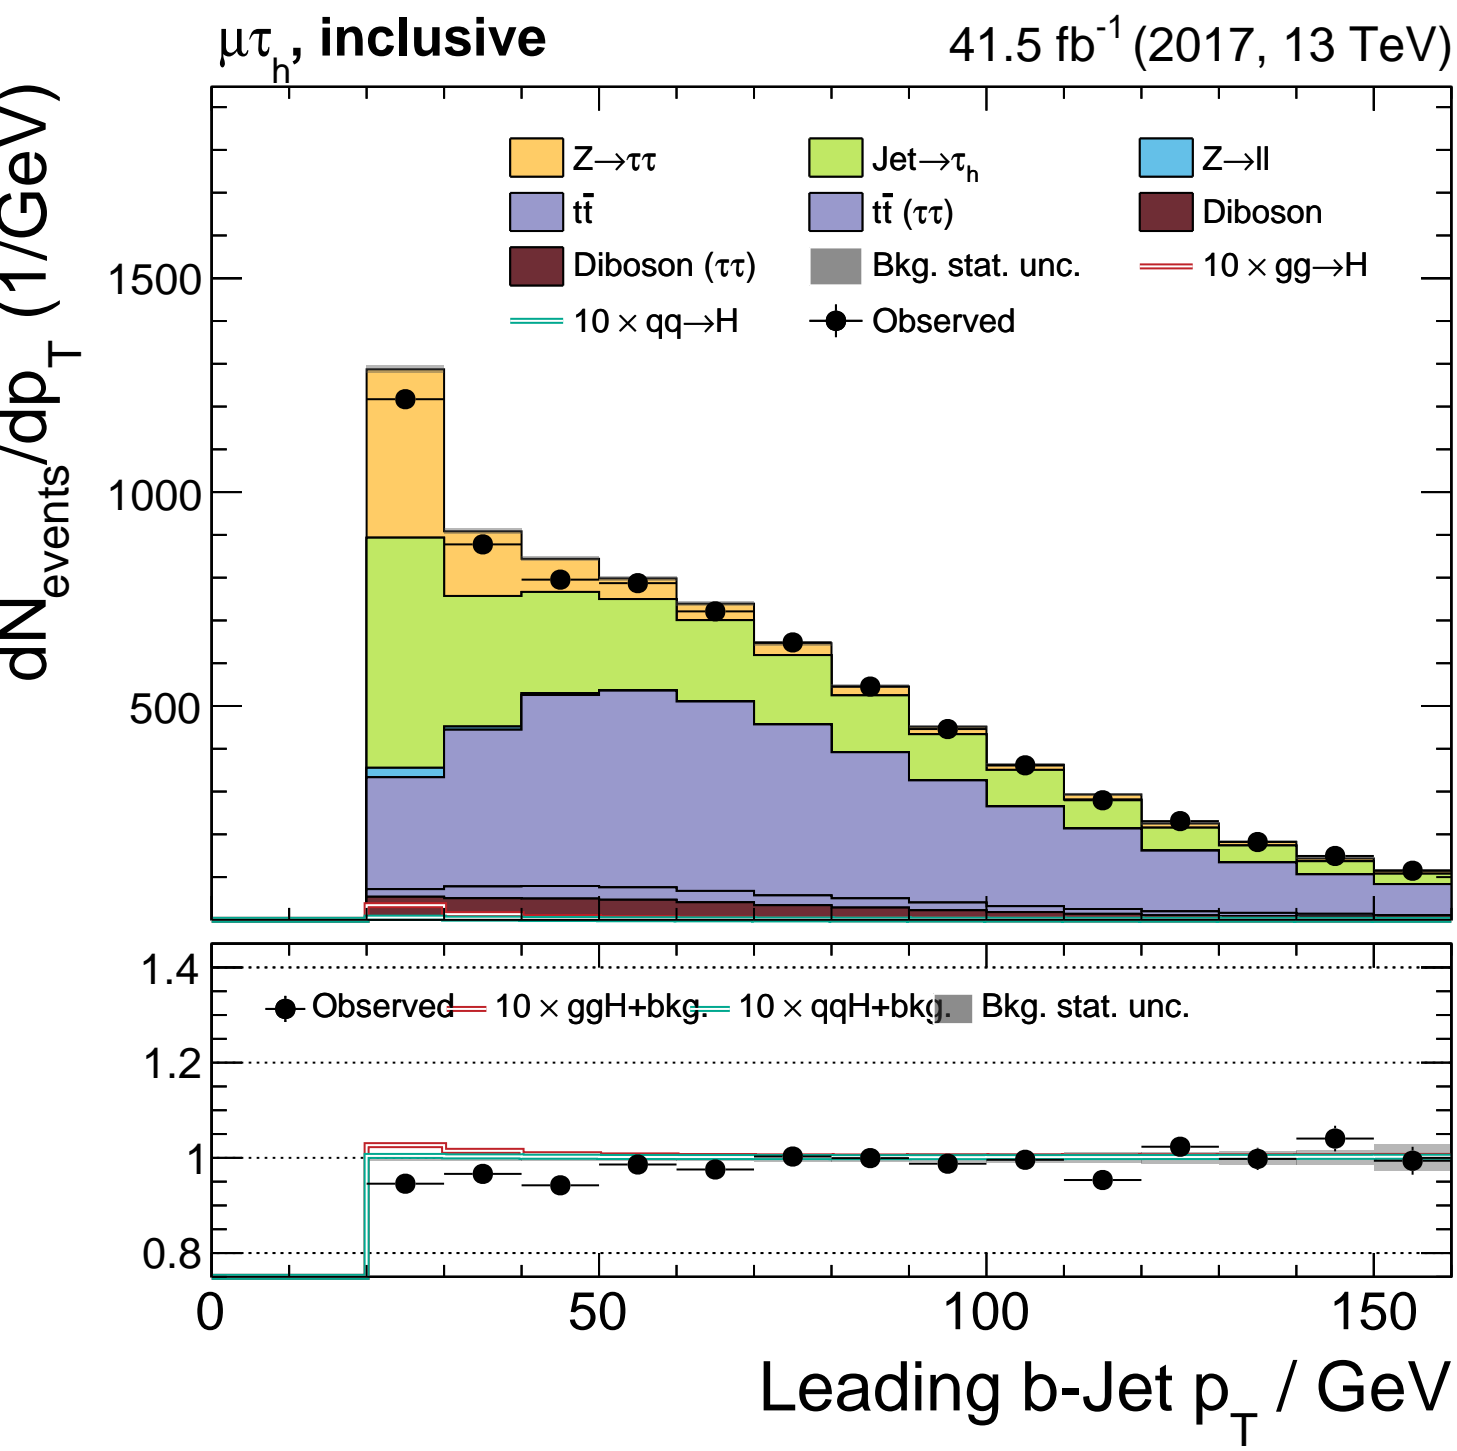 μτh, inclusive
41.5 fb-1 (2017, 13 TeV)
dNevents/dpT (1/GeV)
Z→ττ Jet→τh Z→ll
tt̄ tt̄ (ττ) Diboson
Diboson (ττ) Bkg. stat. unc. 10 × gg→H
10 × qq→H Observed
1500
1000
500
1.4
Observed 10 × ggH+bkg. 10 × qqH+bkg. Bkg. stat. unc.
1.2
1
0.8
0 50 100 150
Leading b-Jet pT / GeV